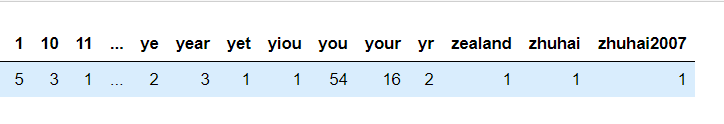 1 10 11 ... ye year yet yiou you your yr zealand zhuhai zhuhai2007
5 3 1 ... 2 3 1 1 54 16 2 1 1 1